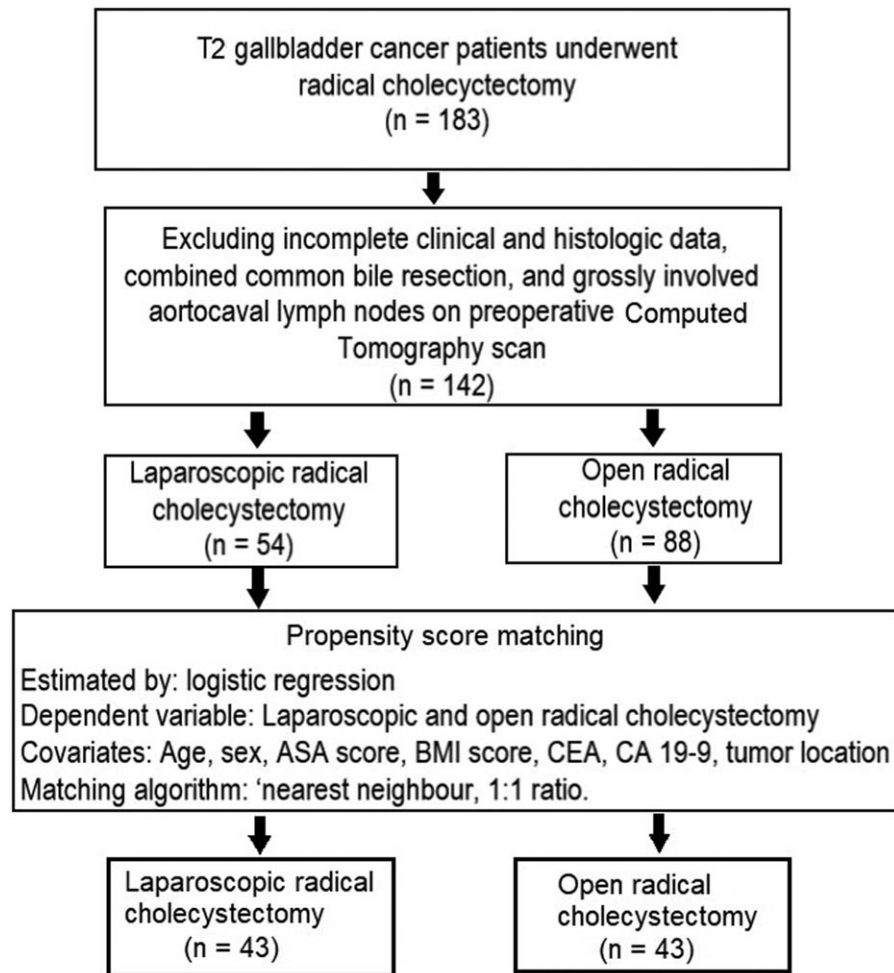 T2 gallbladder cancer patients underwent
radical cholecyctectomy
(n = 183)
Excluding incomplete clinical and histologic data,
combined common bile resection, and grossly involved
aortocaval lymph nodes on preoperative Computed
Tomography scan
(n = 142)
Laparoscopic radical
cholecystectomy
(n = 54)
Open radical
cholecystectomy
(n = 88)
Propensity score matching
Estimated by: logistic regression
Dependent variable: Laparoscopic and open radical cholecystectomy
Covariates: Age, sex, ASA score, BMI score, CEA, CA 19-9, tumor location
Matching algorithm: ‘nearest neighbour, 1:1 ratio.
Laparoscopic radical
cholecystectomy
(n = 43)
Open radical
cholecystectomy
(n = 43)